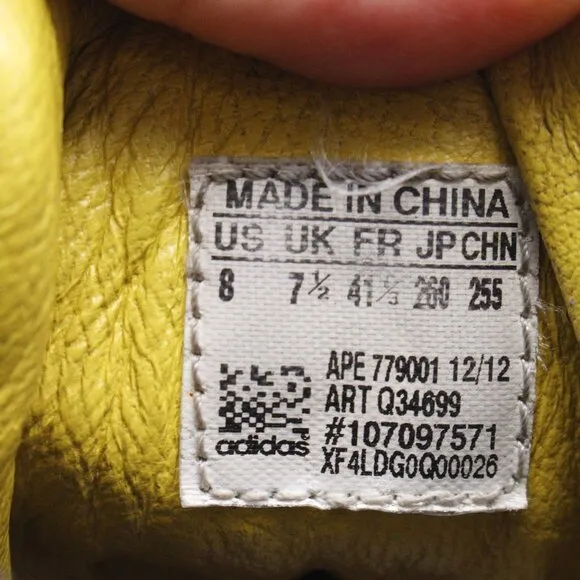 MADE IN CHINA
US UK FR JP CHN
8 7½ 41⅓ 260 255
APE 779001 12/12
ART Q34699
#107097571
XF4LDG0Q00026
adidas